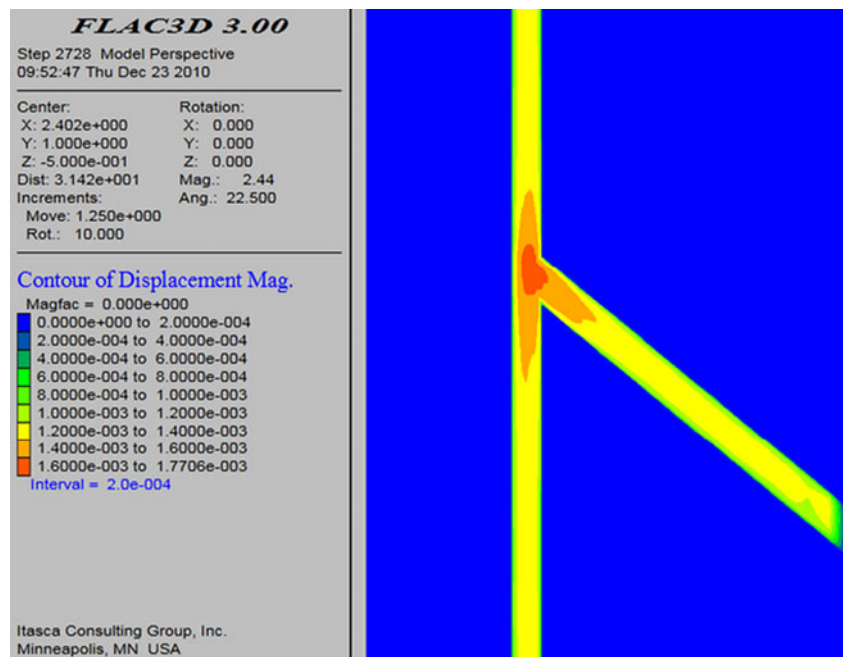 FLAC3D 3.00
Step 2728 Model Perspective
09:52:47 Thu Dec 23 2010
Center: Rotation:
X: 2.402e+000 X: 0.000
Y: 1.000e+000 Y: 0.000
Z: -5.000e-001 Z: 0.000
Dist: 3.142e+001 Mag.: 2.44
Increments: Ang.: 22.500
Move: 1.250e+000
Rot.: 10.000
Contour of Displacement Mag.
Magfac = 0.000e+000
0.0000e+000 to 2.0000e-004
2.0000e-004 to 4.0000e-004
4.0000e-004 to 6.0000e-004
6.0000e-004 to 8.0000e-004
8.0000e-004 to 1.0000e-003
1.0000e-003 to 1.2000e-003
1.2000e-003 to 1.4000e-003
1.4000e-003 to 1.6000e-003
1.6000e-003 to 1.7706e-003
Interval = 2.0e-004
Itasca Consulting Group, Inc.
Minneapolis, MN USA